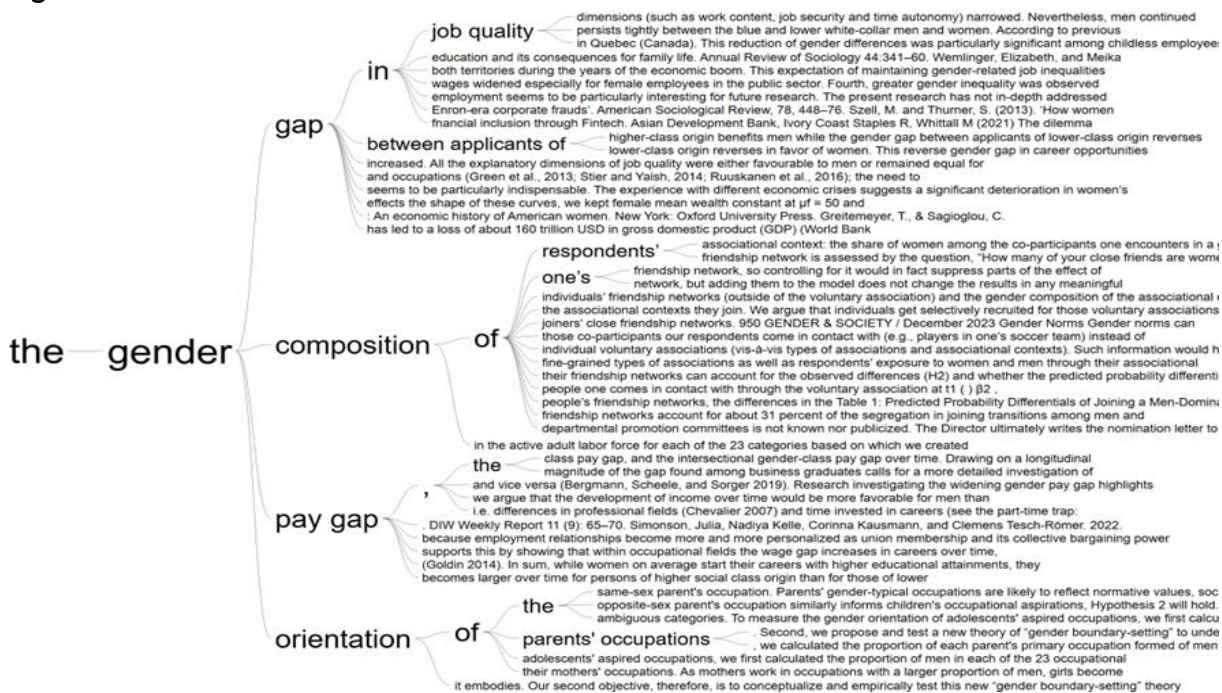 job quality
dimensions (such as work content, job security and time autonomy) narrowed. Nevertheless, men continued
persists tightly between the blue and lower white-collar men and women. According to previous
in Quebec (Canada). This reduction of gender differences was particularly significant among childless employees
in
education and its consequences for family life. Annual Review of Sociology 44:341–60. Wemlinger, Elizabeth, and Meika
both territories during the years of the economic boom. This expectation of maintaining gender-related job inequalities
wages widened especially for female employees in the public sector. Fourth, greater gender inequality was observed
employment seems to be particularly interesting for future research. The present research has not in-depth addressed
Enron-era corporate frauds'. American Sociological Review, 78, 448–76. Szell, M. and Thurner, S. (2013). 'How women
fnancial inclusion through Fintech. Asian Development Bank, Ivory Coast Staples R, Whittall M (2021) The dilemma
gap
between applicants of
higher-class origin benefits men while the gender gap between applicants of lower-class origin reverses
lower-class origin reverses in favor of women. This reverse gender gap in career opportunities
increased. All the explanatory dimensions of job quality were either favourable to men or remained equal for
and occupations (Green et al., 2013; Stier and Yaish, 2014; Ruuskanen et al., 2016); the need to
seems to be particularly indispensable. The experience with different economic crises suggests a significant deterioration in women's
effects the shape of these curves, we kept female mean wealth constant at µf = 50 and
: An economic history of American women. New York: Oxford University Press. Greitemeyer, T., & Sagioglou, C.
has led to a loss of about 160 trillion USD in gross domestic product (GDP) (World Bank
respondents'
associational context: the share of women among the co-participants one encounters in a
friendship network is assessed by the question, "How many of your close friends are
one's
friendship network, so controlling for it would in fact suppress parts of the effect of
network, but adding them to the model does not change the results in any meaningful
individuals' friendship networks (outside of the voluntary association) and the gender composition of the associational
the associational contexts they join. We argue that individuals get selectively recruited for those voluntary associations
joiners' close friendship networks. 950 GENDER & SOCIETY / December 2023 Gender Norms Gender norms can
those co-participants our respondents come in contact with (e.g., players in one's soccer team) instead of
the gender composition of
individual voluntary associations (vis-à-vis types of associations and associational contexts). Such information would
fine-grained types of associations as well as respondents' exposure to women and men through their associational
their friendship networks can account for the observed differences (H2) and whether the predicted probability
people one comes in contact with through the voluntary association at t1 ( ) β2 ,
people's friendship networks, the differences in the Table 1: Predicted Probability Differentials of Joining a
friendship networks account for about 31 percent of the segregation in joining transitions among men and
departmental promotion committees is not known nor publicized. The Director ultimately writes the nomination letter to
in the active adult labor force for each of the 23 categories based on which we created
the
class pay gap, and the intersectional gender-class pay gap over time. Drawing on a longitudinal
magnitude of the gap found among business graduates calls for a more detailed investigation of
,
and vice versa (Bergmann, Scheele, and Sorger 2019). Research investigating the widening gender pay gap highlights
we argue that the development of income over time would be more favorable for men than
i.e. differences in professional fields (Chevalier 2007) and time invested in careers (see the part-time trap:
pay gap
. DIW Weekly Report 11 (9): 65–70. Simonson, Julia, Nadiya Kelle, Corinna Kausmann, and Clemens Tesch-Römer. 2022.
because employment relationships become more and more personalized as union membership and its collective bargaining power
supports this by showing that within occupational fields the wage gap increases in careers over time,
(Goldin 2014). In sum, while women on average start their careers with higher educational attainments, they
becomes larger over time for persons of higher social class origin than for those of lower
the
same-sex parent's occupation. Parents' gender-typical occupations are likely to reflect normative values,
opposite-sex parent's occupation similarly informs children's occupational aspirations, Hypothesis 2 will hold.
ambiguous categories. To measure the gender orientation of adolescents' aspired occupations, we first
orientation of
parents' occupations
. Second, we propose and test a new theory of "gender boundary-setting" to
, we calculated the proportion of each parent's primary occupation formed of men
adolescents' aspired occupations, we first calculated the proportion of men in each of the 23 occupational
their mothers' occupations. As mothers work in occupations with a larger proportion of men, girls become
it embodies. Our second objective, therefore, is to conceptualize and empirically test this new "gender boundary-setting" theory